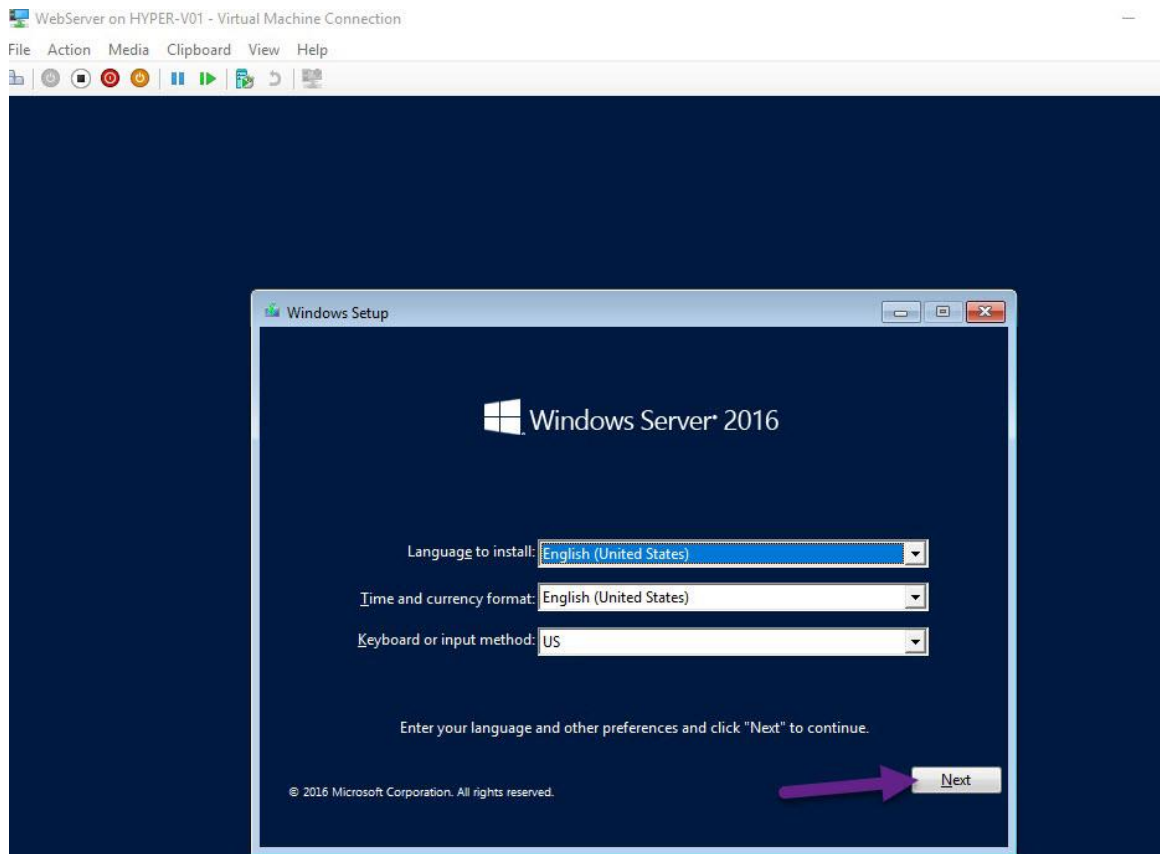 WebServer on HYPER-V01 - Virtual Machine Connection
File Action Media Clipboard View Help
Windows Setup
Windows Server® 2016
Language to install: English (United States)
Time and currency format: English (United States)
Keyboard or input method: US
Enter your language and other preferences and click "Next" to continue.
Next
© 2016 Microsoft Corporation. All rights reserved.